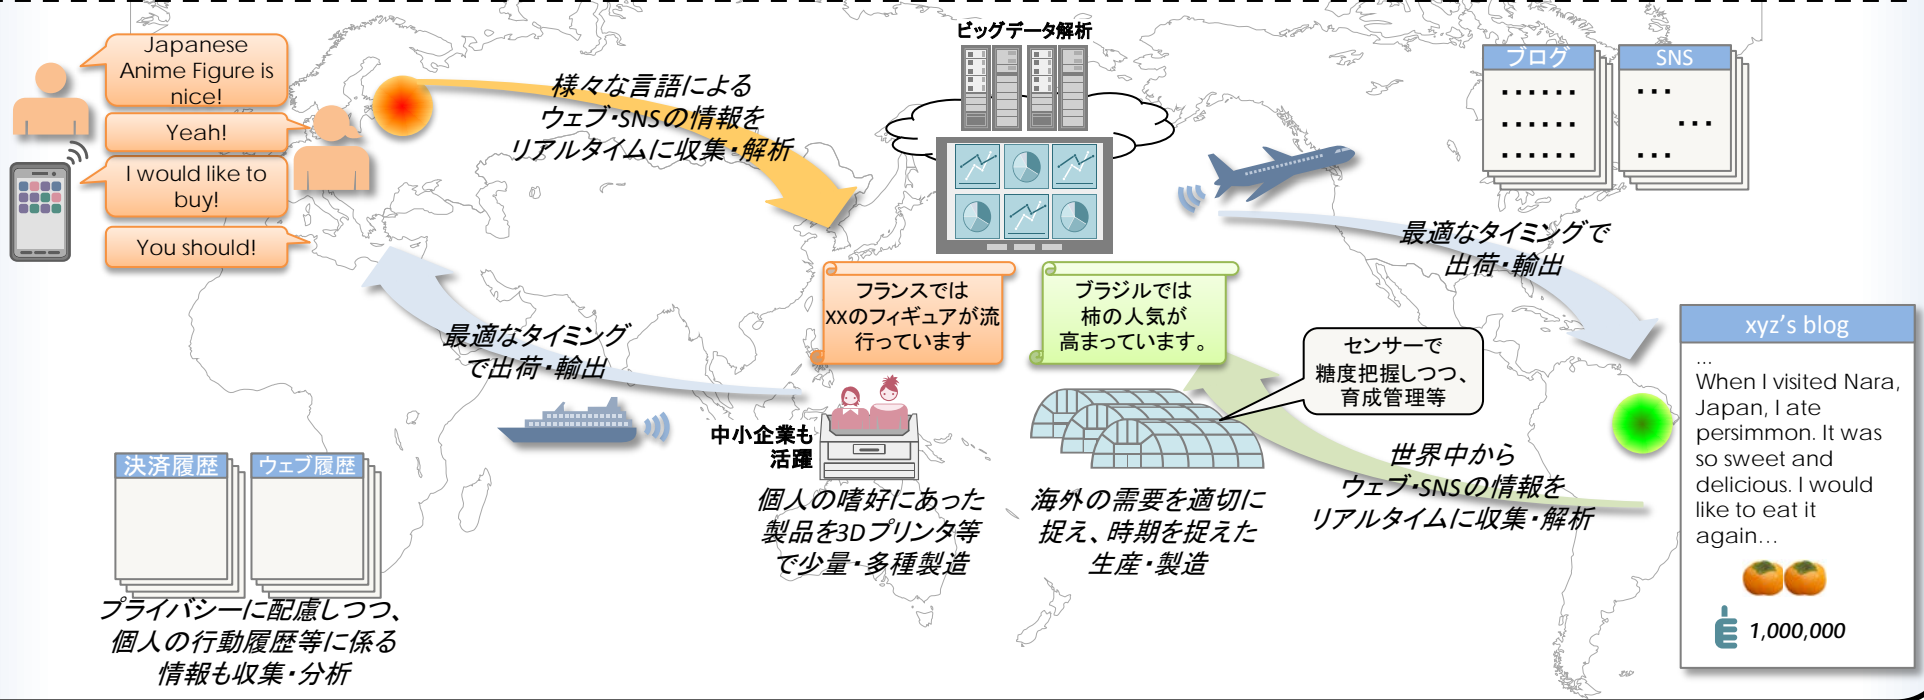 Japanese
Anime Figure is
nice!
Yeah!
I would like to
buy!
You should!
様々な言語による
ウェブ・SNSの情報を
リアルタイムに収集・解析
ビッグデータ解析
ブログ
SNS
最適なタイミングで
出荷・輸出
フランスでは
XXのフィギュアが流
行っています
ブラジルでは
柿の人気が
高まっています。
センサーで
糖度把握しつつ、
育成管理等
最適なタイミング
で出荷・輸出
中小企業も
活躍
個人の嗜好にあった
製品を3Dプリンタ等
で少量・多種製造
海外の需要を適切に
捉え、時期を捉えた
生産・製造
世界中から
ウェブ・SNSの情報を
リアルタイムに収集・解析
決済履歴
ウェブ履歴
プライバシーに配慮しつつ、
個人の行動履歴等に係る
情報も収集・分析
xyz's blog
...
When I visited Nara,
Japan, I ate
persimmon. It was
so sweet and
delicious. I would
like to eat it
again...
1,000,000